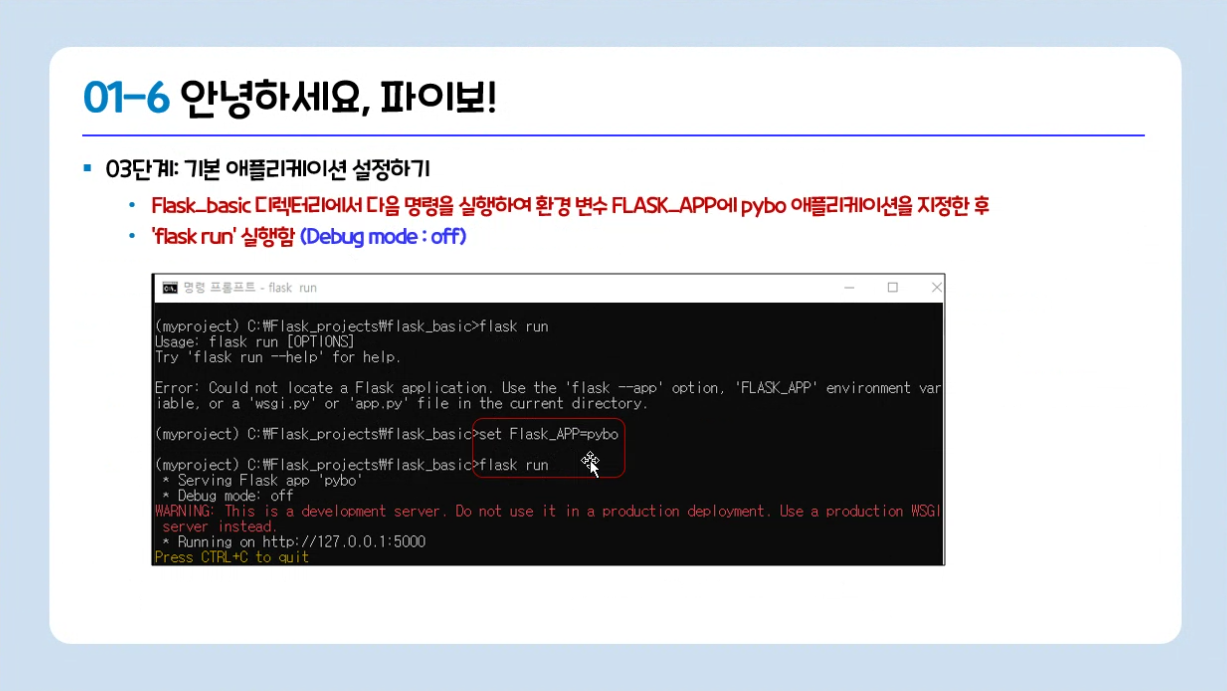 01-6 안녕하세요, 파이보!
03단계: 기본 애플리케이션 설정하기
Flask_basic 디렉터리에서 다음 명령을 실행하여 환경 변수 FLASK_APP에 pybo 애플리케이션을 지정한 후
'flask run' 실행함 (Debug mode : off)
명령 프롬프트 - flask run
(myproject) C:₩Flask_projects₩flask_basic>flask run
Usage: flask run [OPTIONS]
Try 'flask run --help' for help.
Error: Could not locate a Flask application. Use the 'flask --app' option, 'FLASK_APP' environment var
iable, or a 'wsgi.py' or 'app.py' file in the current directory.
(myproject) C:₩Flask_projects₩flask_basic>set Flask_APP=pybo
(myproject) C:₩Flask_projects₩flask_basic>flask run
* Serving Flask app 'pybo'
* Debug mode: off
WARNING: This is a development server. Do not use it in a production deployment. Use a production WSGI
server instead.
* Running on http://127.0.0.1:5000
Press CTRL+C to quit